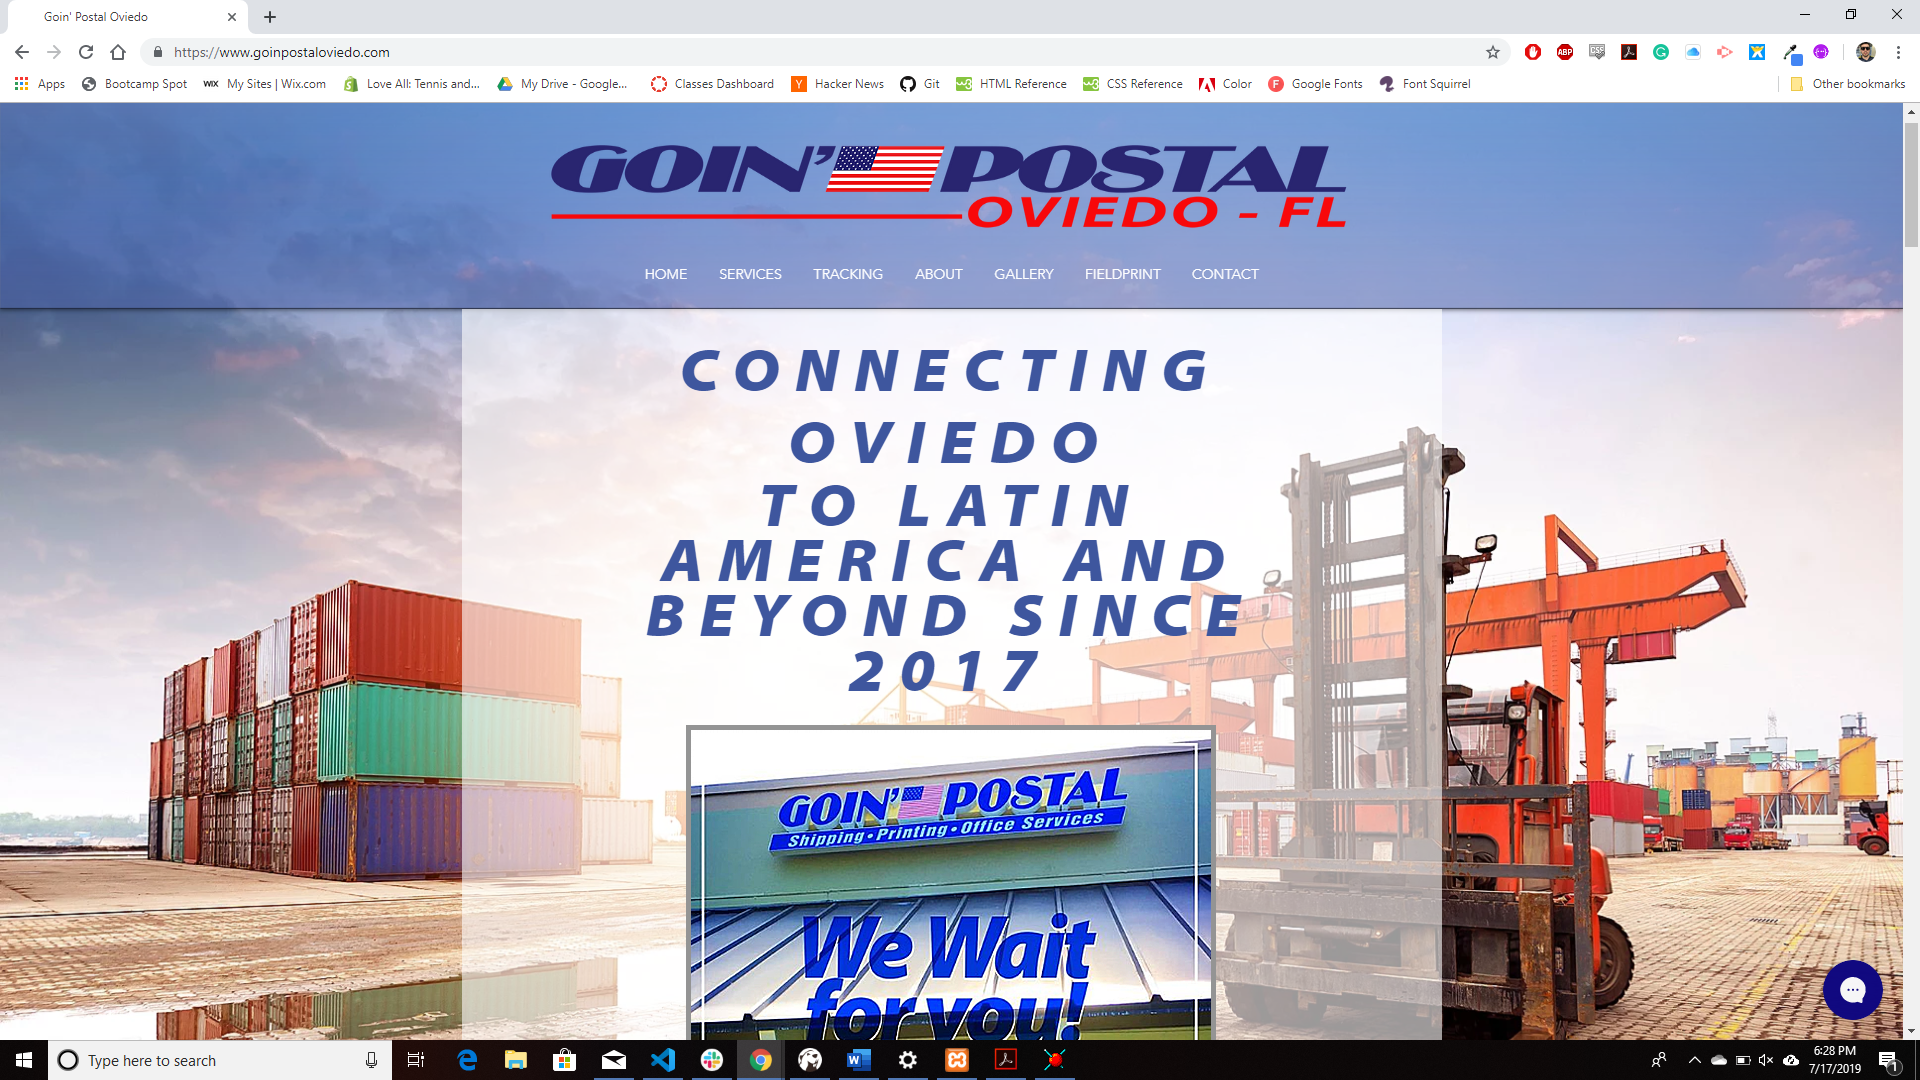 Goin' Postal Oviedo
https://www.goinpostaloviedo.com
Apps Bootcamp Spot WiX My Sites | Wix.com Love All: Tennis and... My Drive - Google... Classes Dashboard Hacker News Git HTML Reference CSS Reference Color Google Fonts Font Squirrel Other bookmarks
GOIN' POSTAL
OVIEDO - FL
HOME SERVICES TRACKING ABOUT GALLERY FIELDPRINT CONTACT
CONNECTING
OVIEDO
TO LATIN
AMERICA AND
BEYOND SINCE
2017
GOIN' POSTAL
Shipping • Printing • Office Services
We Wait
for you!
Type here to search
6:28 PM
7/17/2019
1